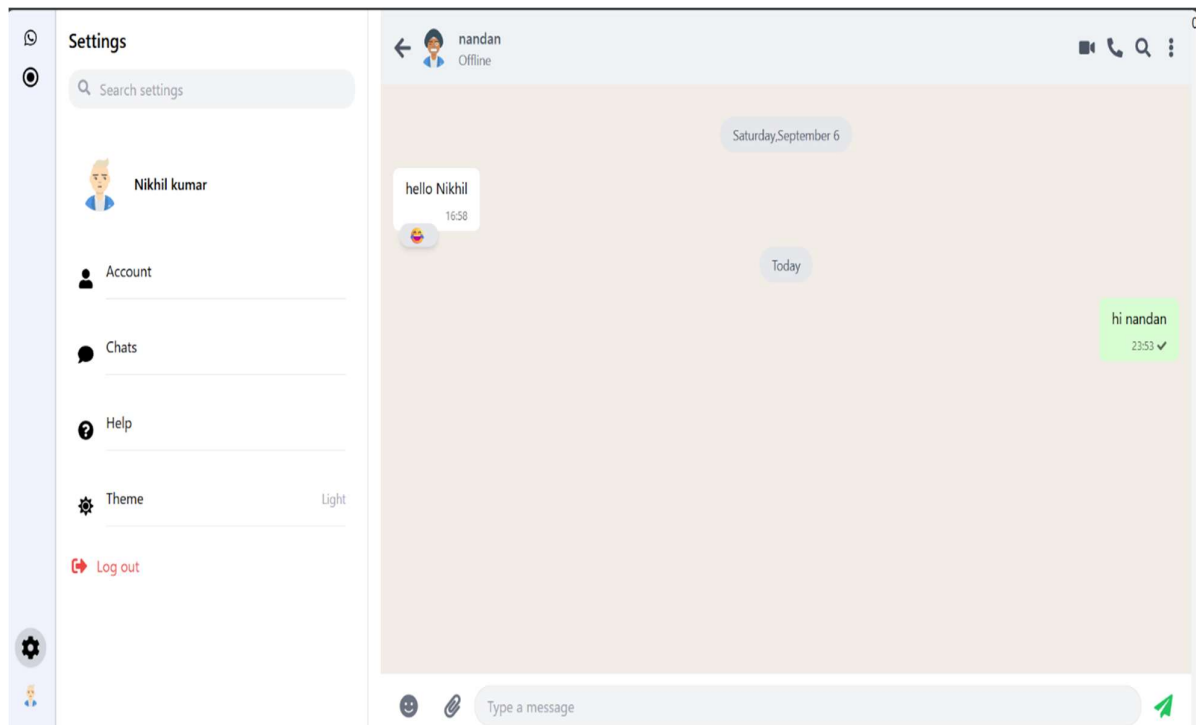 Settings
Search settings
Nikhil kumar
Account
Chats
Help
Theme
Light
Log out
nandan
Offline
Saturday,September 6
hello Nikhil
16:58
Today
hi nandan
23:53
Type a message